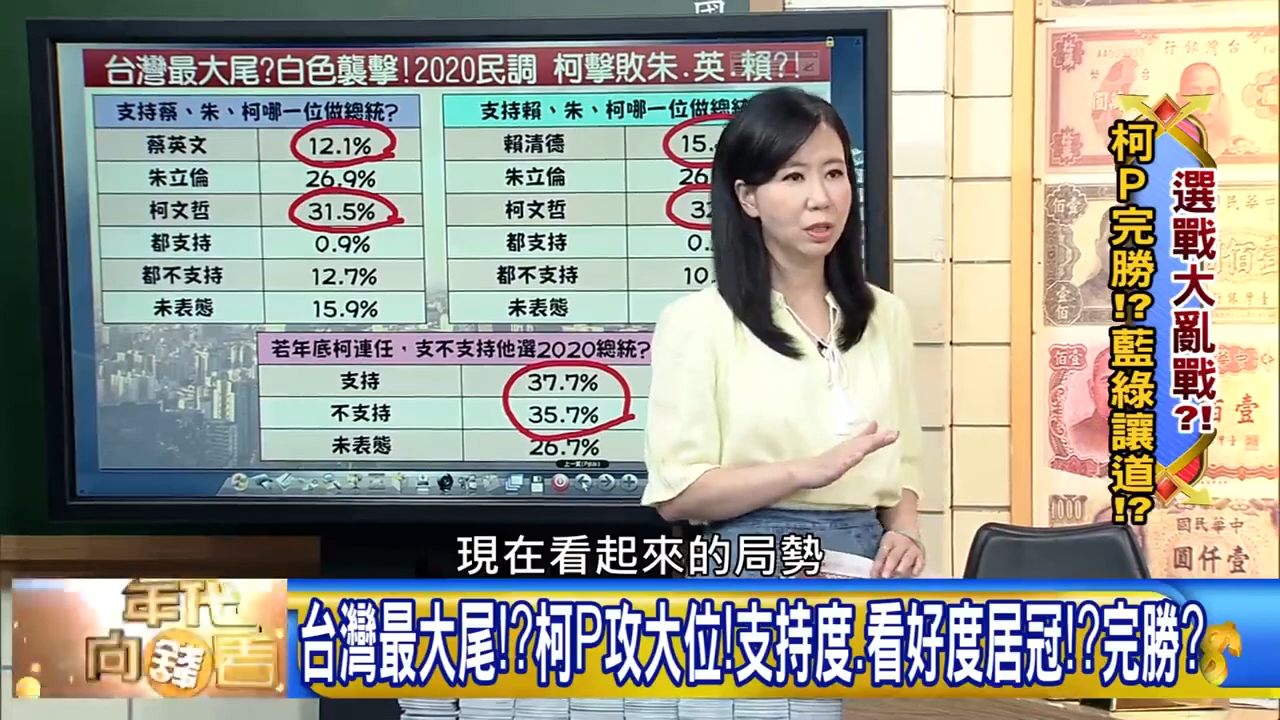 台灣最大尾?白色襲擊!2020民調 柯擊敗朱.英.賴?!
支持蔡、朱、柯哪一位做總統?
蔡英文 12.1%
朱立倫 26.9%
柯文哲 31.5%
都支持 0.9%
都不支持 12.7%
未表態 15.9%
支持賴、朱、柯哪一位做總統
賴清德 15.
朱立倫 26
柯文哲 32
都支持 0.
都不支持 10
未表態
若年底柯連任，支不支持他選2020總統?
支持 37.7%
不支持 35.7%
未表態 26.7%
選戰大亂戰?!
柯P完勝!?藍綠讓道!?
現在看起來的局勢
年代向錢看
台灣最大尾!?柯P攻大位!支持度.看好度居冠!?完勝?